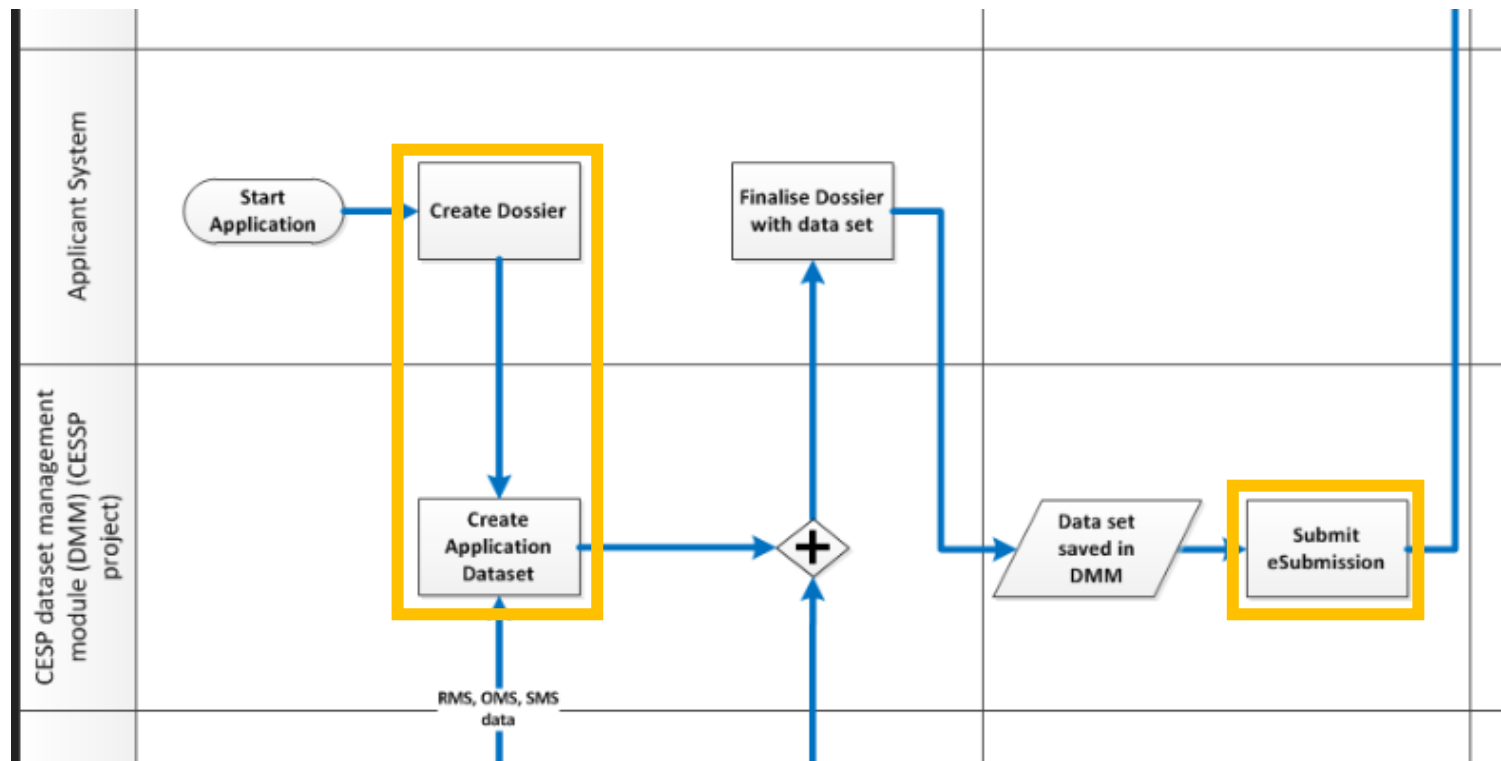 Applicant System
Start
Application
Create Dossier
Finalise Dossier
with data set
CESP dataset management
module (DMM) (CESSP
project)
Create
Application
Dataset
Data set
saved in
DMM
Submit
eSubmission
RMS, OMS, SMS
data